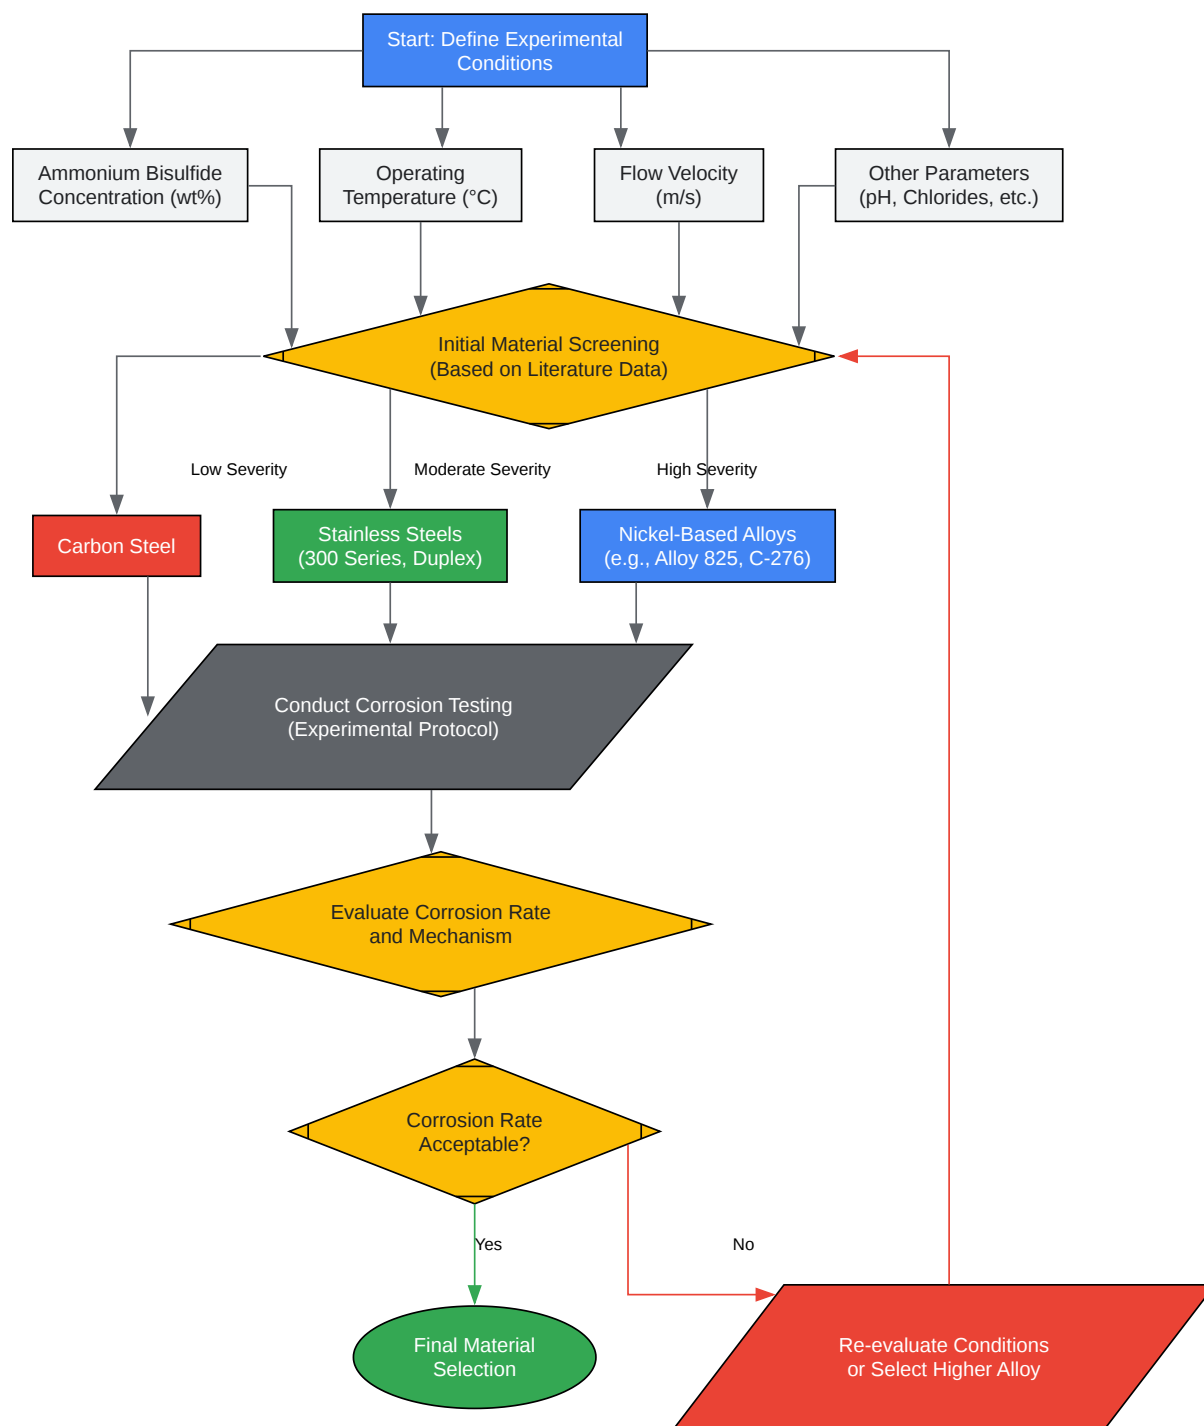 Start: Define Experimental
Conditions
Ammonium Bisulfide
Concentration (wt%)
Operating
Temperature (°C)
Flow Velocity
(m/s)
Other Parameters
(pH, Chlorides, etc.)
Initial Material Screening
(Based on Literature Data)
Low Severity
Moderate Severity
High Severity
Carbon Steel
Stainless Steels
(300 Series, Duplex)
Nickel-Based Alloys
(e.g., Alloy 825, C-276)
Conduct Corrosion Testing
(Experimental Protocol)
Evaluate Corrosion Rate
and Mechanism
Corrosion Rate
Acceptable?
Yes
No
Final Material
Selection
Re-evaluate Conditions
or Select Higher Alloy